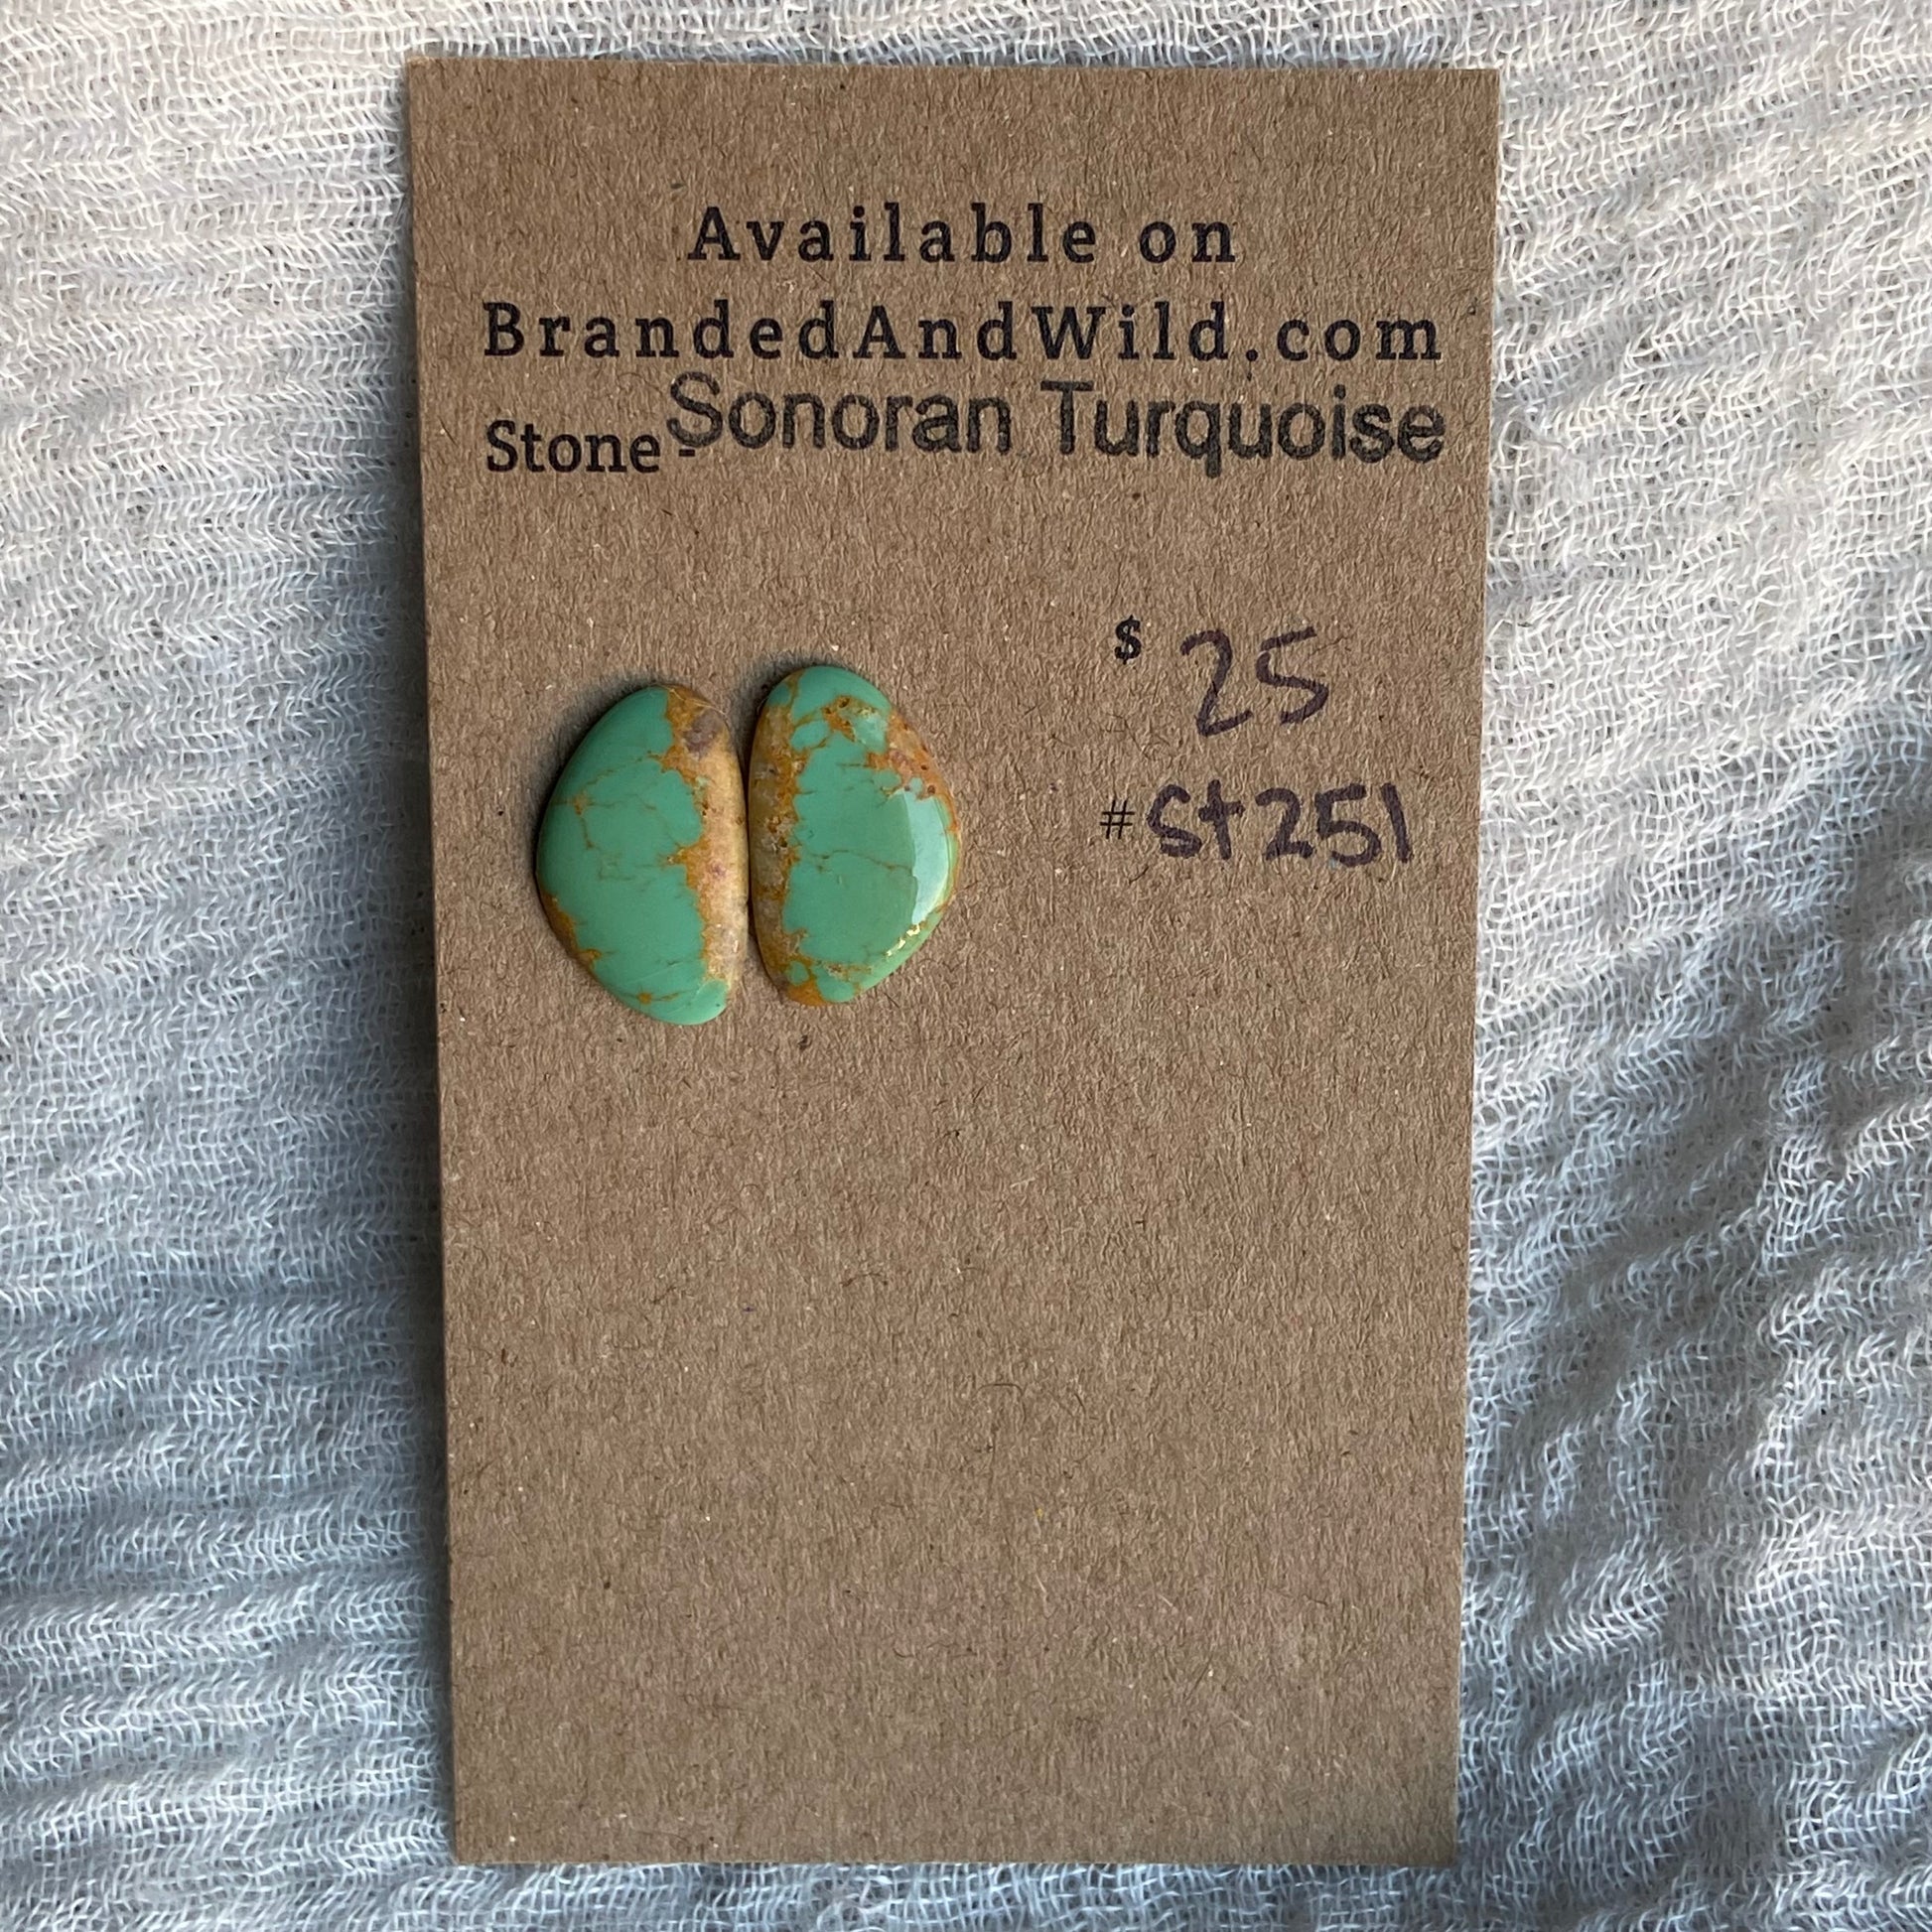 Available on
BrandedAndWild.com
Stone - Sonoran Turquoise
$ 25
# St251